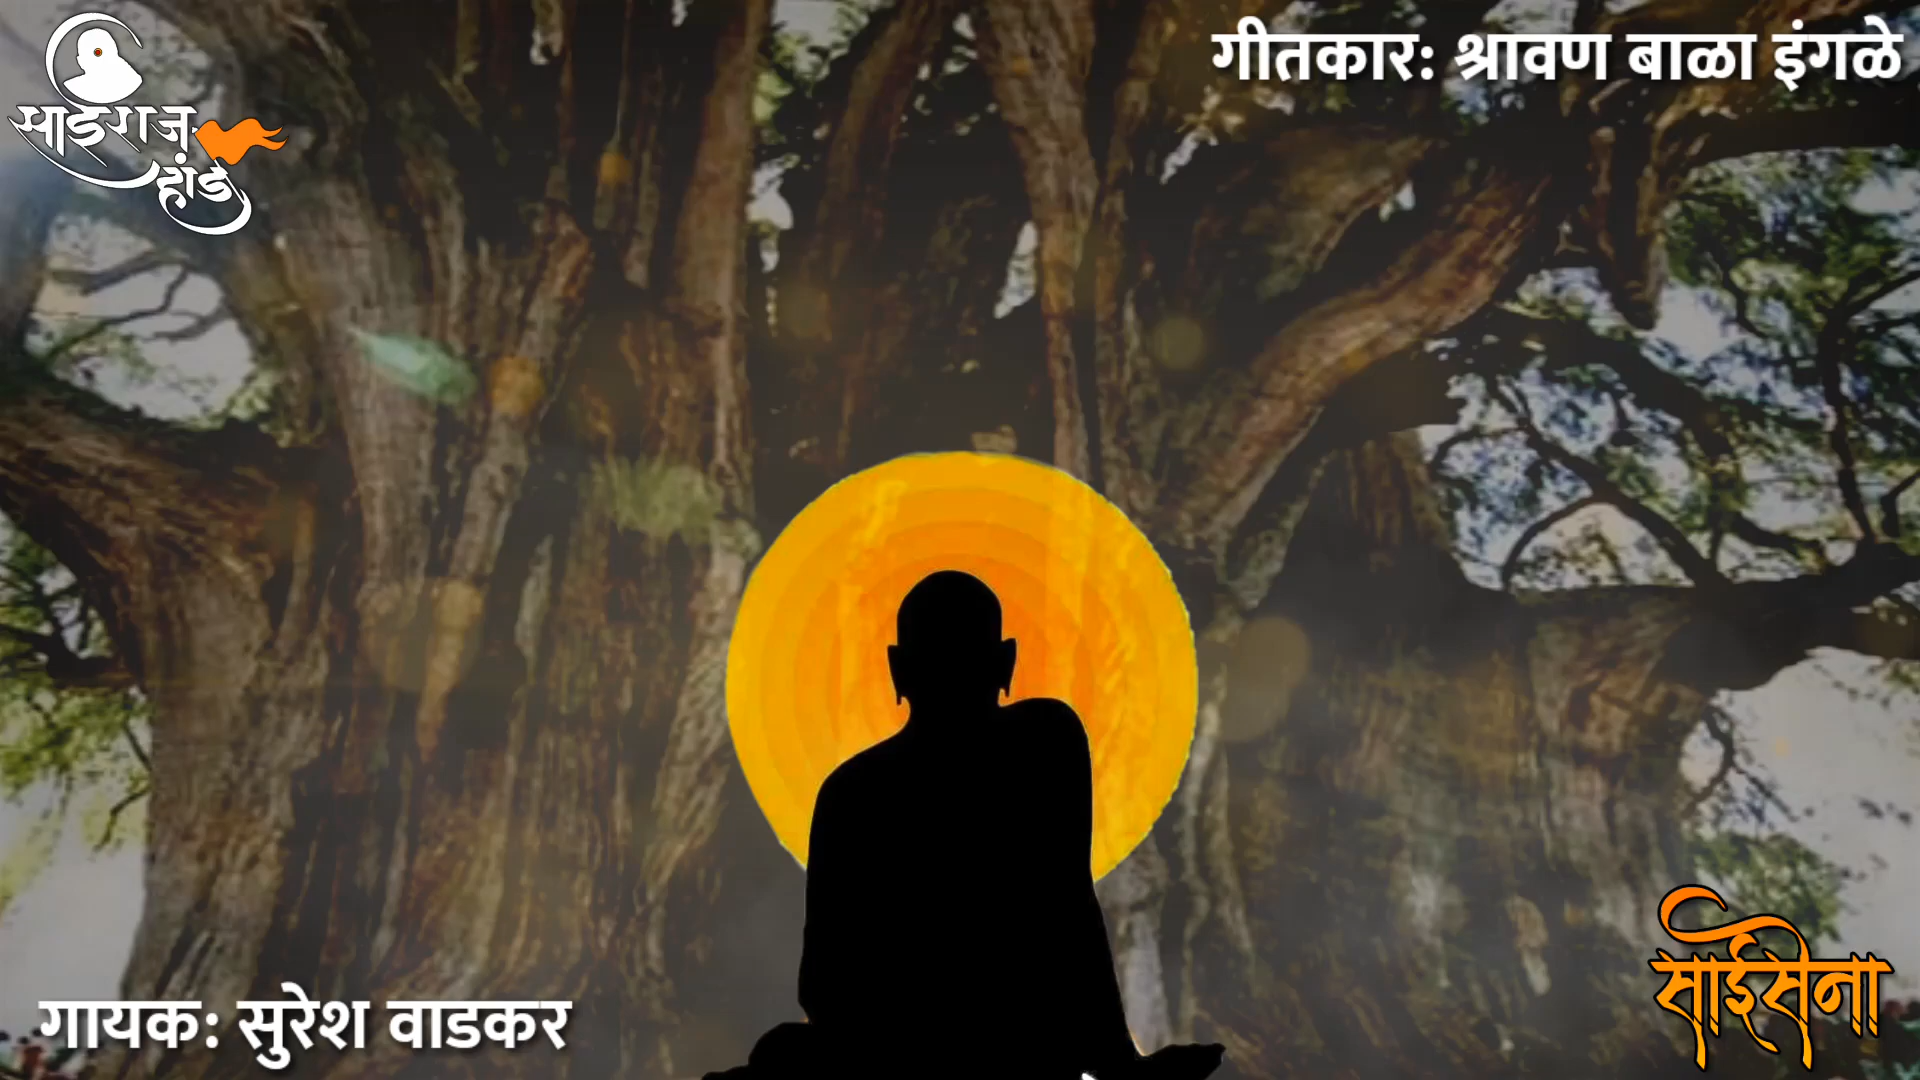 गीतकार: श्रावण बाळा इंगळे
साईराज
हांडे
गायक: सुरेश वाडकर
साईसेना